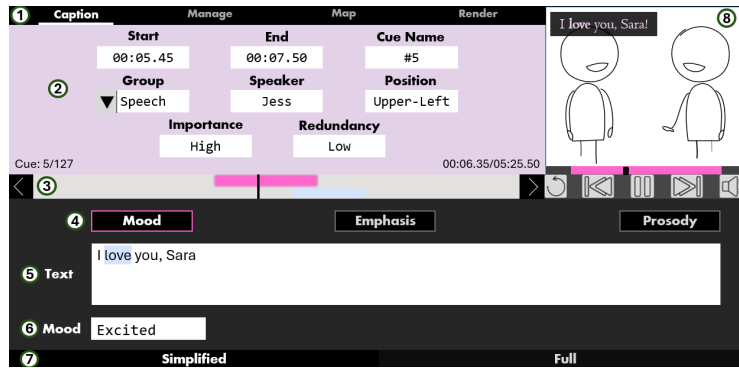 1 Caption Manage Map Render
Start End Cue Name
00:05.45 00:07.50 #5
2 Group Speaker Position
Speech Jess Upper-Left
Importance Redundancy
High Low
Cue: 5/127 00:06.35/05:25.50
3
4 Mood Emphasis Prosody
5 Text I love you, Sara
6 Mood Excited
7 Simplified Full
8
I love you, Sara!